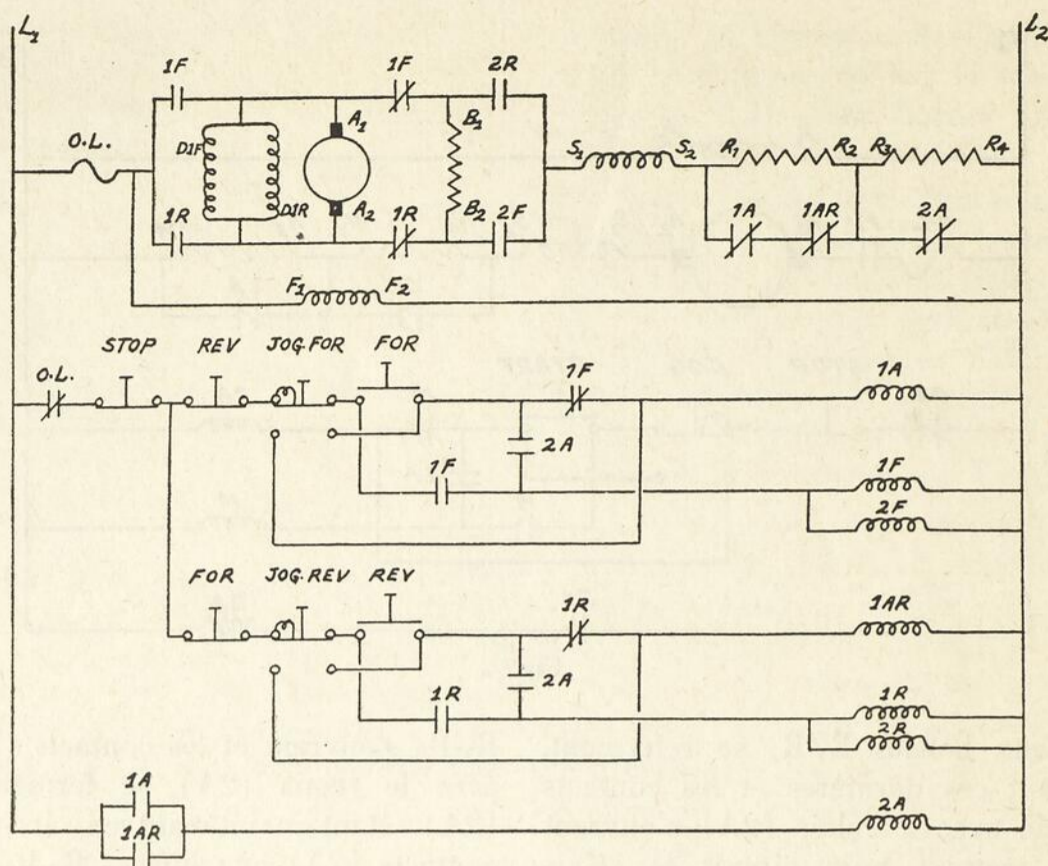 L₁ L₂
1F 1F 2R
O.L. D1F A₁ B₁ S₁ S₂ R₁ R₂ R₃ R₄
D1R A₂ B₂
1R 1R 2F 1A 1AR 2A
F₁ F₂
STOP REV JOG.FOR FOR
O.L. 1F 1A
2A
1F 1F
2F
FOR JOG.REV REV
1R 1AR
2A
1R 1R
2R
1A 2A
1AR